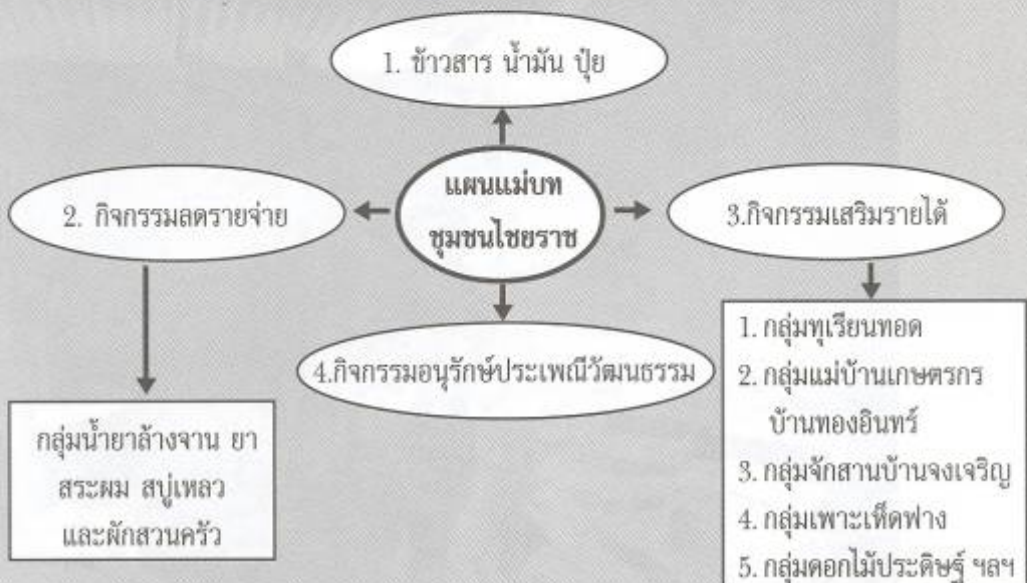 1. ข้าวสาร น้ำมัน ปุ๋ย
แผนแม่บท
ชุมชนไชยราช
2. กิจกรรมลดรายจ่าย
3.กิจกรรมเสริมรายได้
4.กิจกรรมอนุรักษ์ประเพณีวัฒนธรรม
กลุ่มน้ำยาล้างจาน ยา
สระผม สบู่เหลว
และผักสวนครัว
1. กลุ่มทุเรียนทอด
2. กลุ่มแม่บ้านเกษตรกร
บ้านทองอินทร์
3. กลุ่มจักสานบ้านจงเจริญ
4. กลุ่มเพาะเห็ดฟาง
5. กลุ่มดอกไม้ประดิษฐ์ ฯลฯ